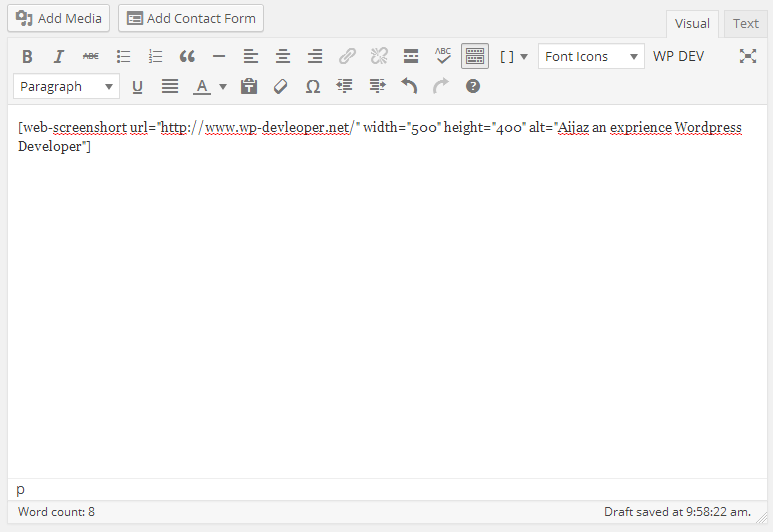 Add Media Add Contact Form
Visual Text
B I ABC ABC [ ] Font Icons WP DEV
Paragraph U A Ω ?
[web-screenshort url="http://www.wp-devleoper.net/" width="500" height="400" alt="Aijaz an exprience Wordpress
Developer"]
p
Word count: 8 Draft saved at 9:58:22 am.